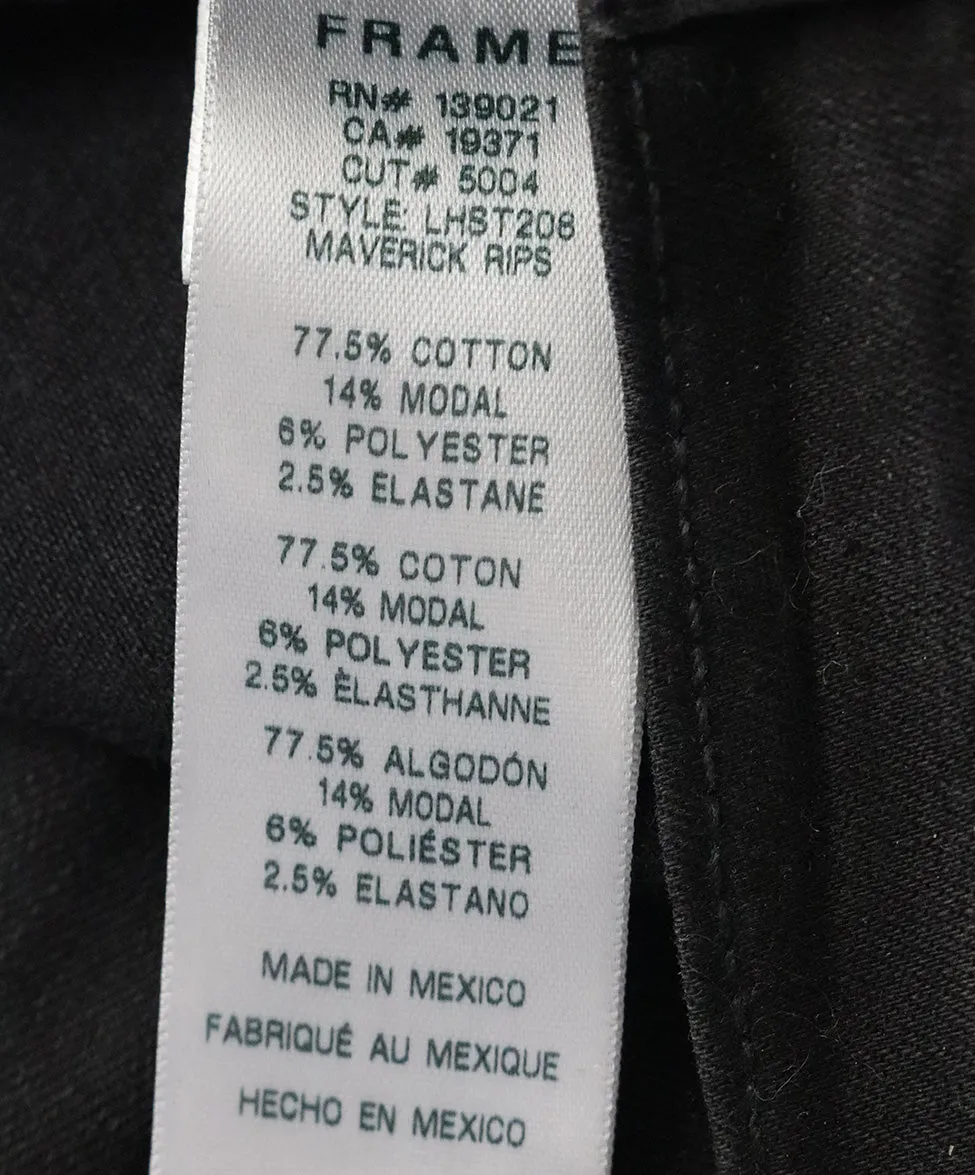 FRAME
RN# 139021
CA# 19371
CUT# 5004
STYLE: LHST206
MAVERICK RIPS
77.5% COTTON
14% MODAL
6% POLYESTER
2.5% ELASTANE
77.5% COTON
14% MODAL
6% POLYESTER
2.5% ÈLASTHANNE
77.5% ALGODÓN
14% MODAL
6% POLIÉSTER
2.5% ELASTANO
MADE IN MEXICO
FABRIQUÉ AU MEXIQUE
HECHO EN MEXICO